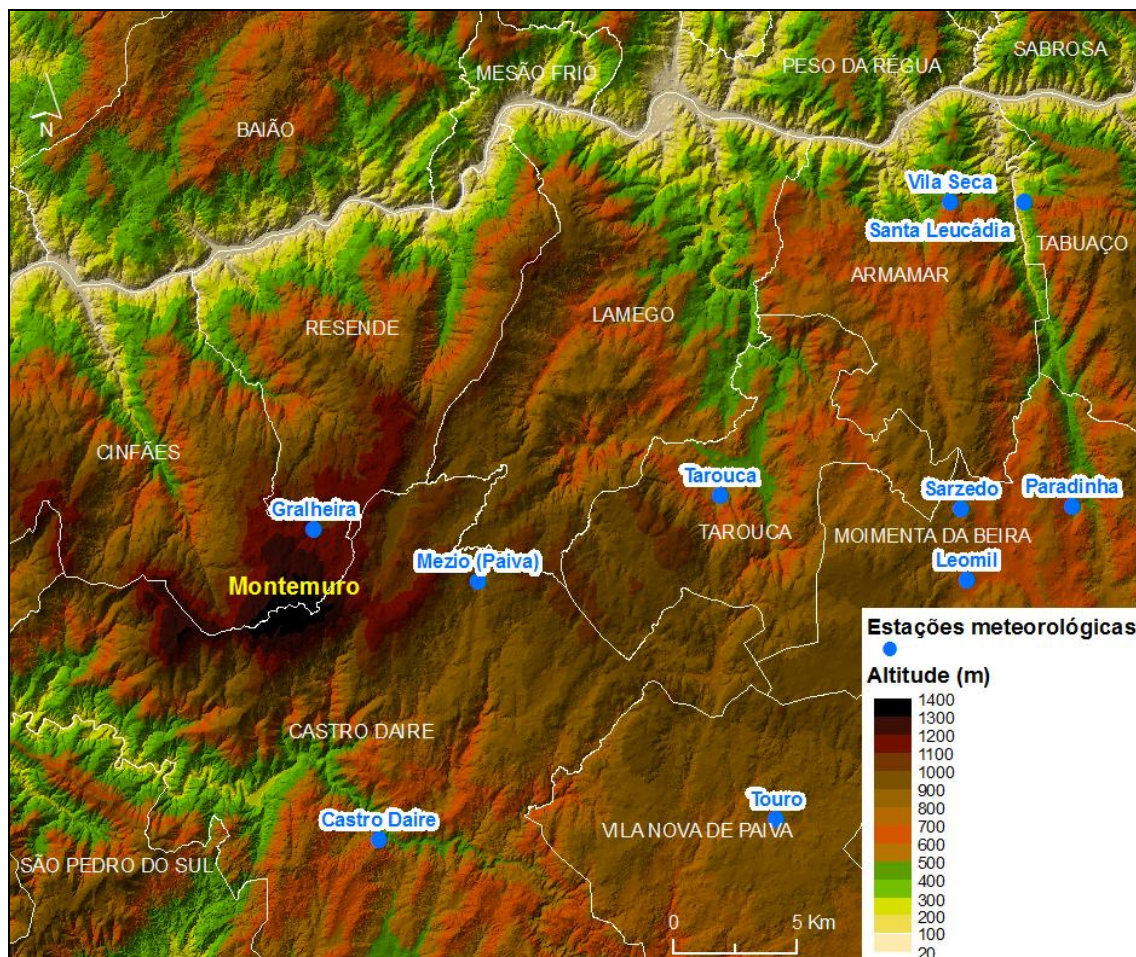 SABROSA
MESÃO FRIO
PESO DA RÉGUA
N
BAIÃO
Vila Seca
Santa Leucádia
TABUAÇO
ARMAMAR
LAMEGO
RESENDE
CINFÃES
Tarouca
Sarzedo
Paradinha
Gralheira
TAROUCA
MOIMENTA DA BEIRA
Mezio (Paiva)
Leomil
Montemuro
Estações meteorológicas
Altitude (m)
1400
1300
1200
1100
1000
900
800
700
600
500
400
300
200
100
20
CASTRO DAIRE
Touro
Castro Daire
VILA NOVA DE PAIVA
SÃO PEDRO DO SUL
0 5 Km